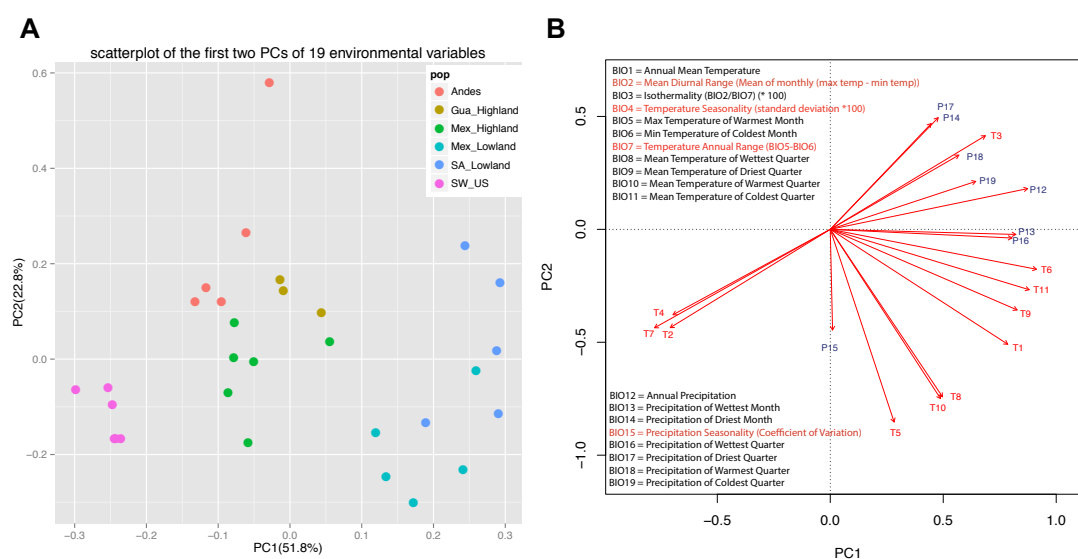 A
scatterplot of the first two PCs of 19 environmental variables
pop
Andes
Gua_Highland
Mex_Highland
Mex_Lowland
SA_Lowland
SW_US
0.6
0.4
0.2
0.0
−0.2
PC2(22.8%)
−0.3
−0.2
−0.1
0.0
0.1
0.2
0.3
PC1(51.8%)
B
BIO1 = Annual Mean Temperature
BIO2 = Mean Diurnal Range (Mean of monthly (max temp - min temp))
BIO3 = Isothermality (BIO2/BIO7) (* 100)
BIO4 = Temperature Seasonality (standard deviation *100)
BIO5 = Max Temperature of Warmest Month
BIO6 = Min Temperature of Coldest Month
BIO7 = Temperature Annual Range (BIO5-BIO6)
BIO8 = Mean Temperature of Wettest Quarter
BIO9 = Mean Temperature of Driest Quarter
BIO10 = Mean Temperature of Warmest Quarter
BIO11 = Mean Temperature of Coldest Quarter
P17
P14
T3
P18
P19
P12
P13
P16
T6
T11
T9
T4
T7
T2
P15
T1
T8
T10
T5
BIO12 = Annual Precipitation
BIO13 = Precipitation of Wettest Month
BIO14 = Precipitation of Driest Month
BIO15 = Precipitation Seasonality (Coefficient of Variation)
BIO16 = Precipitation of Wettest Quarter
BIO17 = Precipitation of Driest Quarter
BIO18 = Precipitation of Warmest Quarter
BIO19 = Precipitation of Coldest Quarter
0.5
0.0
−0.5
−1.0
PC2
−0.5
0.0
0.5
1.0
PC1